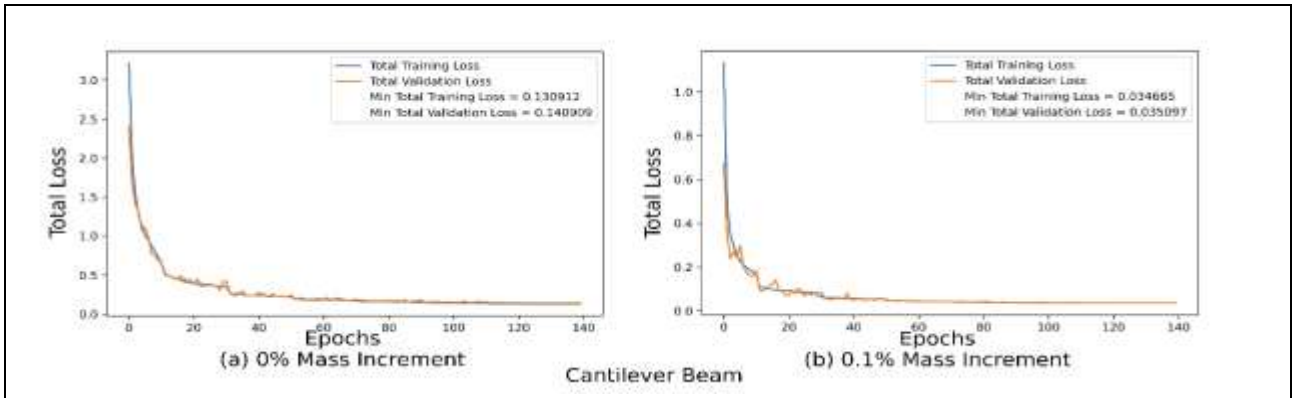 Total Training Loss
Total Validation Loss
Min Total Training Loss = 0.130912
Min Total Validation Loss = 0.140909
3.0
2.5
2.0
1.5
1.0
0.5
0.0
Total Loss
0 20 40 60 80 100 120 140
Epochs
(a) 0% Mass Increment
Total Training Loss
Total Validation Loss
Min Total Training Loss = 0.034665
Min Total Validation Loss = 0.035097
1.0
0.8
0.6
0.4
0.2
0.0
Total Loss
0 20 40 60 80 100 120 140
Epochs
(b) 0.1% Mass Increment
Cantilever Beam